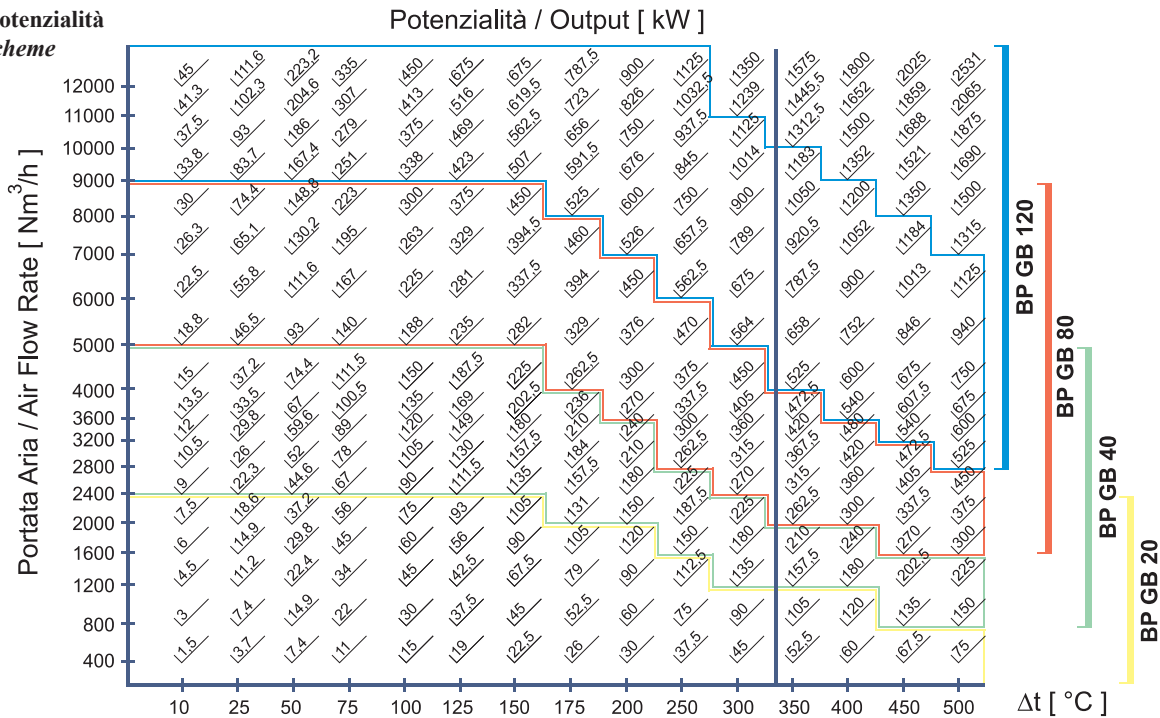 otenzialità
cheme
Potenzialità / Output [ kW ]
Portata Aria / Air Flow Rate [ Nm³/h ]
12000 45 111,6 223,2 335 450 675 675 787,5 900 1125 1350 1575 1800 2025 2531
11000 41,3 102,3 204,6 307 413 516 619,5 723 826 1032,5 1239 1445,5 1652 1859 2065
10000 37,5 93 186 279 375 469 562,5 656 750 937,5 1125 1312,5 1500 1688 1875
9000 33,8 83,7 167,4 251 338 423 507 591,5 676 845 1014 1183 1352 1521 1690
8000 30 74,4 148,8 223 300 375 450 525 600 750 900 1050 1200 1350 1500
7000 26,3 65,1 130,2 195 263 329 394,5 460 526 657,5 789 920,5 1052 1184 1315
6000 22,5 55,8 111,6 167 225 281 337,5 394 450 562,5 675 787,5 900 1013 1125
5000 18,8 46,5 93 140 188 235 282 329 376 470 564 658 752 846 940
4000 15 37,2 74,4 111,5 150 187,5 225 262,5 300 375 450 525 600 675 750
3600 13,5 33,5 67 100,5 135 169 202,5 236 270 337,5 405 472,5 540 607,5 675
3200 12 29,8 59,6 89 120 149 180 210 240 300 360 420 480 540 600
2800 10,5 26 52 78 105 130 157,5 184 210 262,5 315 367,5 420 472,5 525
2400 9 22,3 44,6 67 90 111,5 135 157,5 180 225 270 315 360 405 450
2000 7,5 18,6 37,2 56 75 93 105 131 150 187,5 225 262,5 300 337,5 375
1600 6 14,9 29,8 45 60 56 90 105 120 150 180 210 240 270 300
1200 4,5 11,2 22,4 34 45 42,5 67,5 79 90 112,5 135 157,5 180 202,5 225
800 3 7,4 14,9 22 30 37,5 45 52,5 60 75 90 105 120 135 150
400 1,5 3,7 7,4 11 15 19 22,5 26 30 37,5 45 52,5 60 67,5 75
10 25 50 75 100 125 150 175 200 250 300 350 400 450 500
Δt [ °C ]
BP GB 120
BP GB 80
BP GB 40
BP GB 20